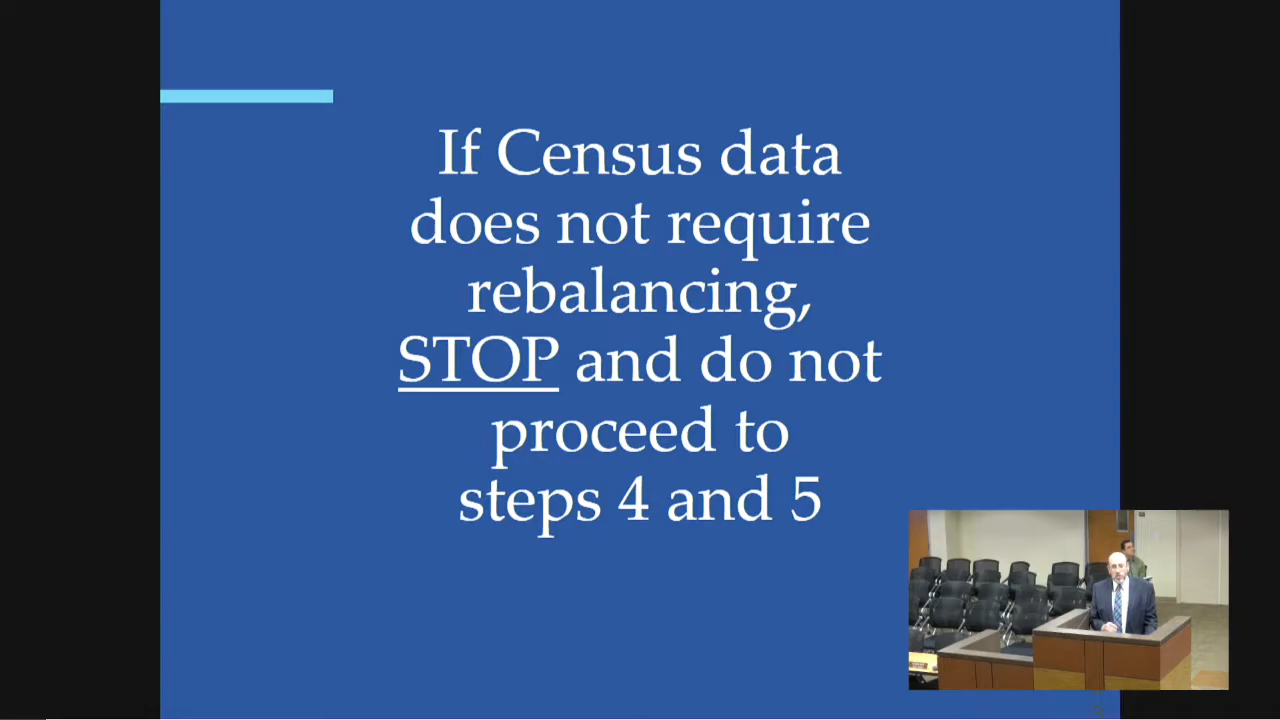 If Census data
does not require
rebalancing,
STOP and do not
proceed to
steps 4 and 5